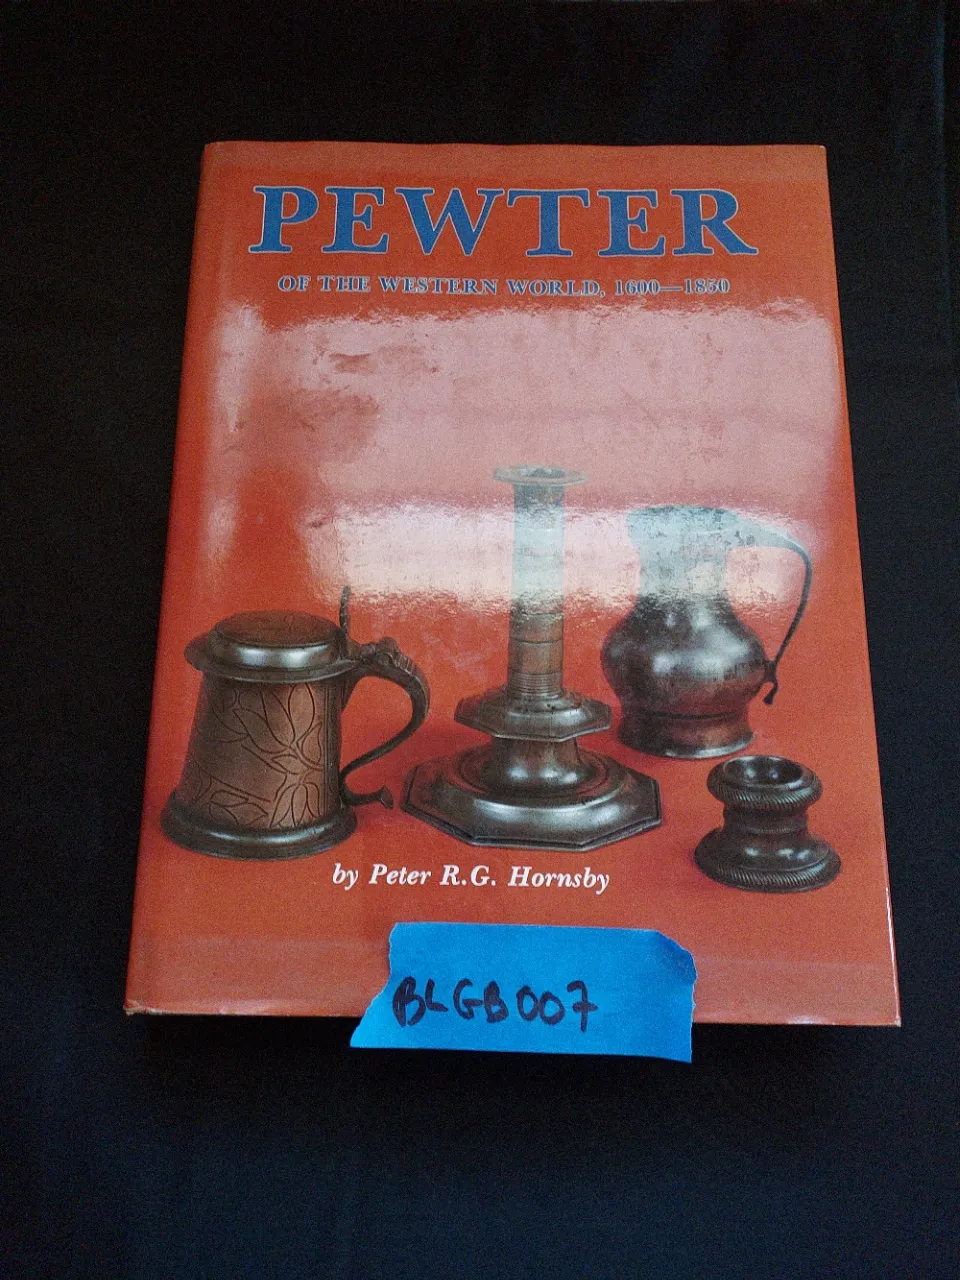 PEWTER
OF THE WESTERN WORLD, 1600—1850
by Peter R.G. Hornsby
BLGB007